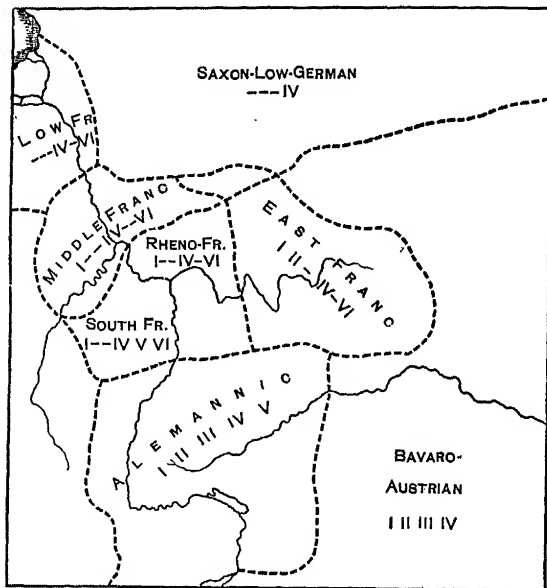 SAXON-LOW-GERMAN
---IV
LOW FR.
---IV-VI
MIDDLE FRANC
I--IV-VI
RHENO-FR.
I--IV-VI
EAST FRANC
I II-IV-VI
SOUTH FR.
I--IV V VI
ALEMANNIC
I II III IV V
BAVARO-
AUSTRIAN
I II III IV